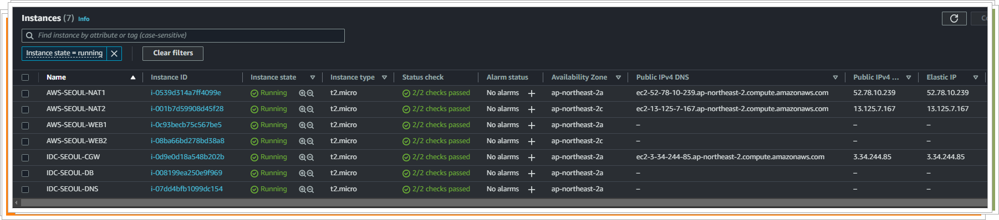 Instances (7) Info
Find instance by attribute or tag (case-sensitive)
Instance state = running Clear filters
Name Instance ID Instance state Instance type Status check Alarm status Availability Zone Public IPv4 DNS Public IPv4 ... Elastic IP
AWS-SEOUL-NAT1 i-0539d314a7ff4099e Running t2.micro 2/2 checks passed No alarms ap-northeast-2a ec2-52-78-10-239.ap-northeast-2.compute.amazonaws.com 52.78.10.239 52.78.10.239
AWS-SEOUL-NAT2 i-001b7d59908d45f28 Running t2.micro 2/2 checks passed No alarms ap-northeast-2c ec2-13-125-7-167.ap-northeast-2.compute.amazonaws.com 13.125.7.167 13.125.7.167
AWS-SEOUL-WEB1 i-0c93becb75c567be5 Running t2.micro 2/2 checks passed No alarms ap-northeast-2a – – –
AWS-SEOUL-WEB2 i-08ba66bd278bd38a8 Running t2.micro 2/2 checks passed No alarms ap-northeast-2c – – –
IDC-SEOUL-CGW i-0d9e0d18a548b202b Running t2.micro 2/2 checks passed No alarms ap-northeast-2a ec2-3-34-244-85.ap-northeast-2.compute.amazonaws.com 3.34.244.85 3.34.244.85
IDC-SEOUL-DB i-008199ea250e9f969 Running t2.micro 2/2 checks passed No alarms ap-northeast-2a – – –
IDC-SEOUL-DNS i-07dd4bfb1099dc154 Running t2.micro 2/2 checks passed No alarms ap-northeast-2a – – –